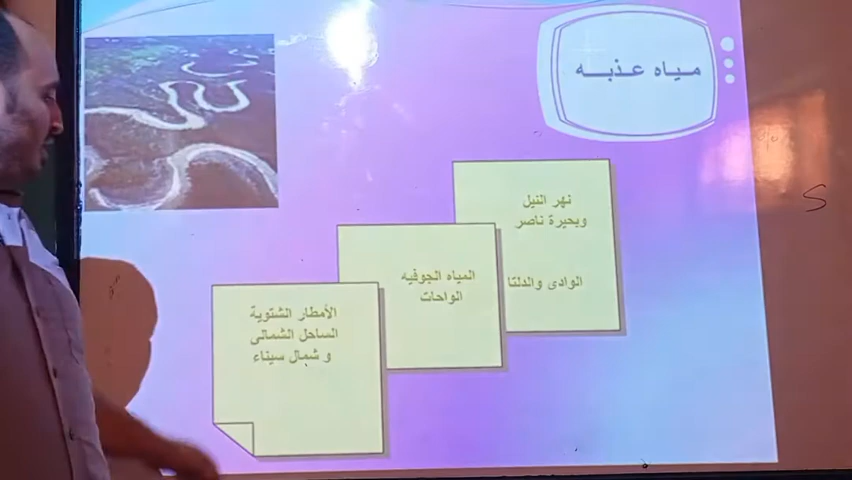 مياه عذبه
نهر النيل
وبحيرة ناصر
الوادى والدلتا
المياه الجوفيه
الواحات
الأمطار الشتوية
الساحل الشمالى
و شمال سيناء